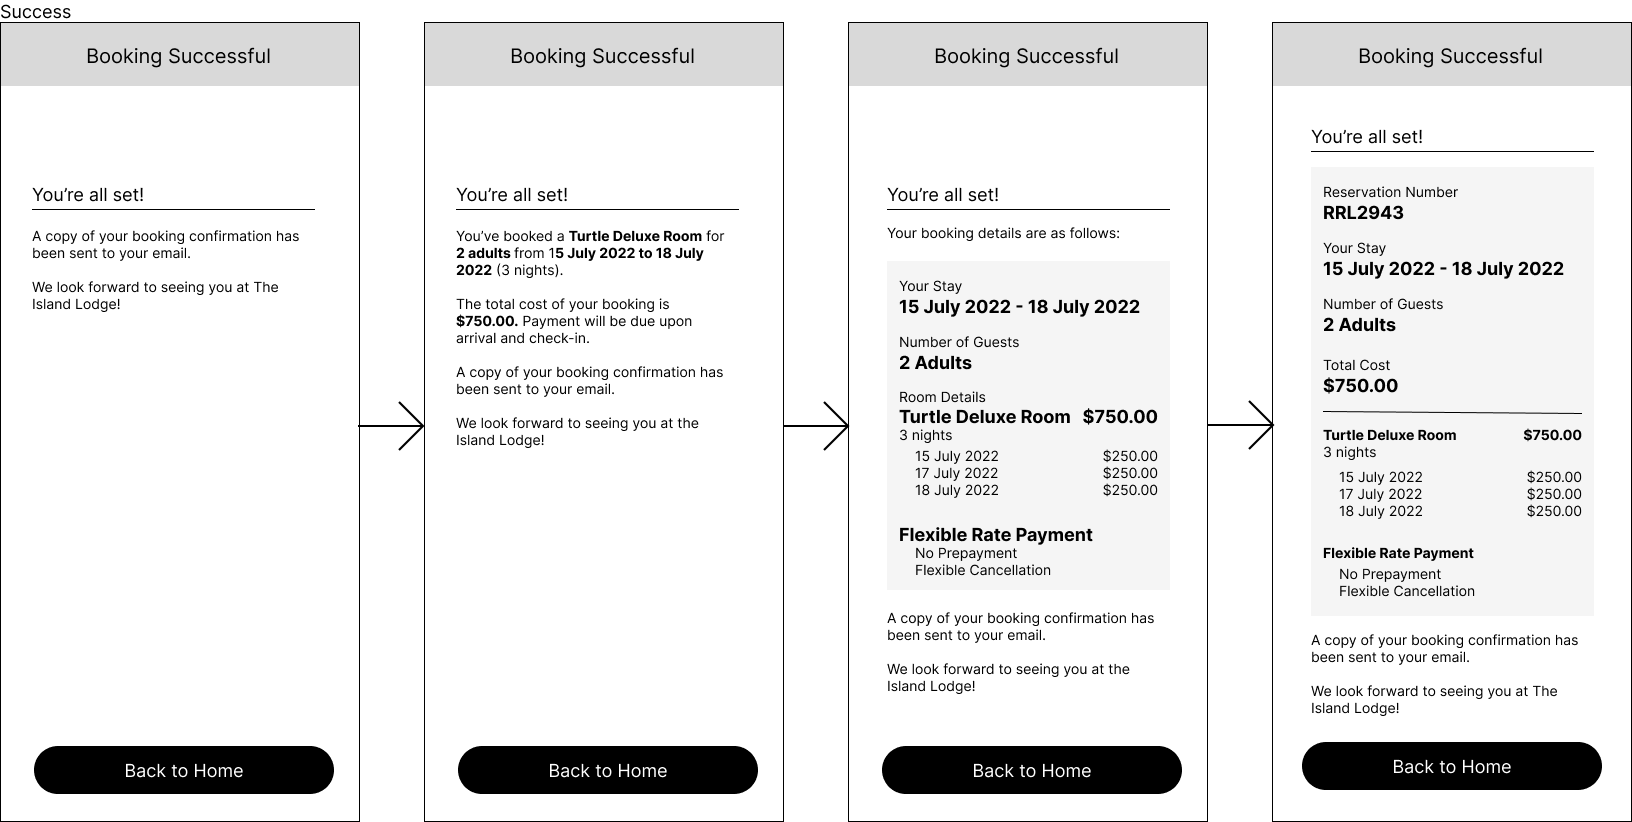 Success
Booking Successful
You’re all set!
A copy of your booking confirmation has
been sent to your email.
We look forward to seeing you at The
Island Lodge!
Back to Home
Booking Successful
You’re all set!
You’ve booked a Turtle Deluxe Room for
2 adults from 15 July 2022 to 18 July
2022 (3 nights).
The total cost of your booking is
$750.00. Payment will be due upon
arrival and check-in.
A copy of your booking confirmation has
been sent to your email.
We look forward to seeing you at the
Island Lodge!
Back to Home
Booking Successful
You’re all set!
Your booking details are as follows:
Your Stay
15 July 2022 - 18 July 2022
Number of Guests
2 Adults
Room Details
Turtle Deluxe Room $750.00
3 nights
15 July 2022 $250.00
17 July 2022 $250.00
18 July 2022 $250.00
Flexible Rate Payment
No Prepayment
Flexible Cancellation
A copy of your booking confirmation has
been sent to your email.
We look forward to seeing you at the
Island Lodge!
Back to Home
Booking Successful
You’re all set!
Reservation Number
RRL2943
Your Stay
15 July 2022 - 18 July 2022
Number of Guests
2 Adults
Total Cost
$750.00
Turtle Deluxe Room $750.00
3 nights
15 July 2022 $250.00
17 July 2022 $250.00
18 July 2022 $250.00
Flexible Rate Payment
No Prepayment
Flexible Cancellation
A copy of your booking confirmation has
been sent to your email.
We look forward to seeing you at The
Island Lodge!
Back to Home